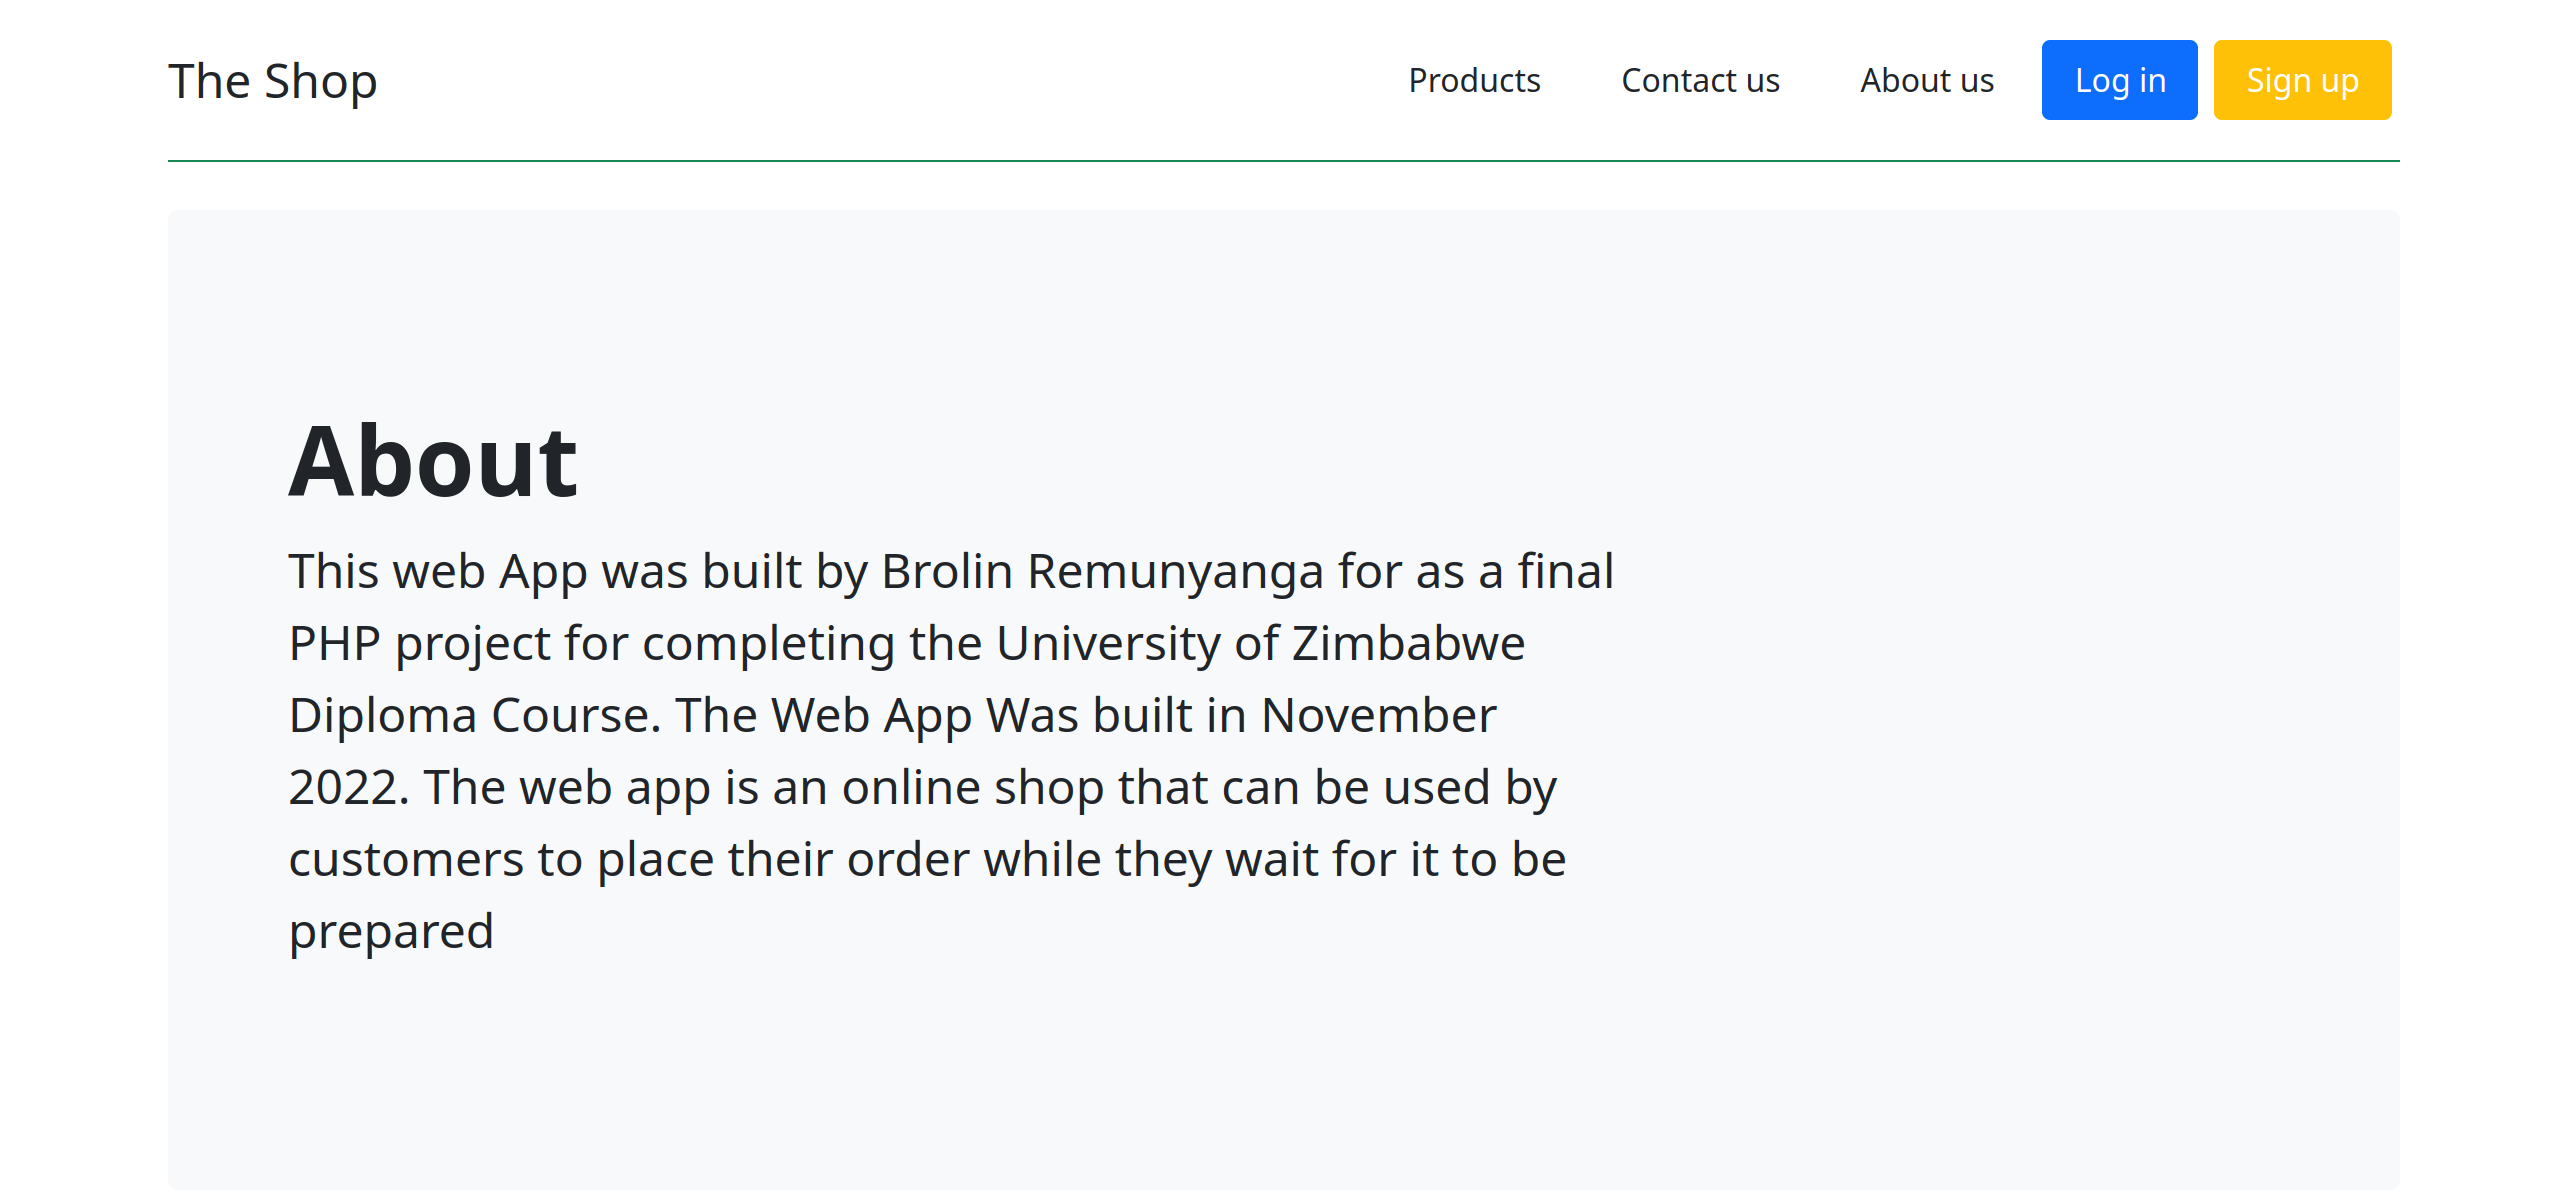 The Shop
Products Contact us About us Log in Sign up
About
This web App was built by Brolin Remunyanga for as a final
PHP project for completing the University of Zimbabwe
Diploma Course. The Web App Was built in November
2022. The web app is an online shop that can be used by
customers to place their order while they wait for it to be
prepared